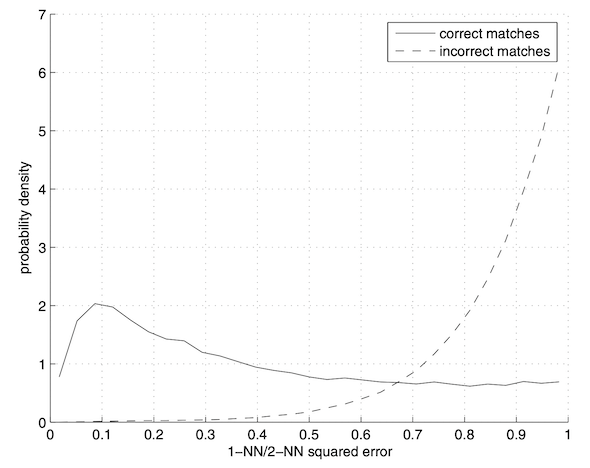 7
correct matches
incorrect matches
6
5
4
3
2
1
0
probability density
0 0.1 0.2 0.3 0.4 0.5 0.6 0.7 0.8 0.9 1
1−NN/2−NN squared error